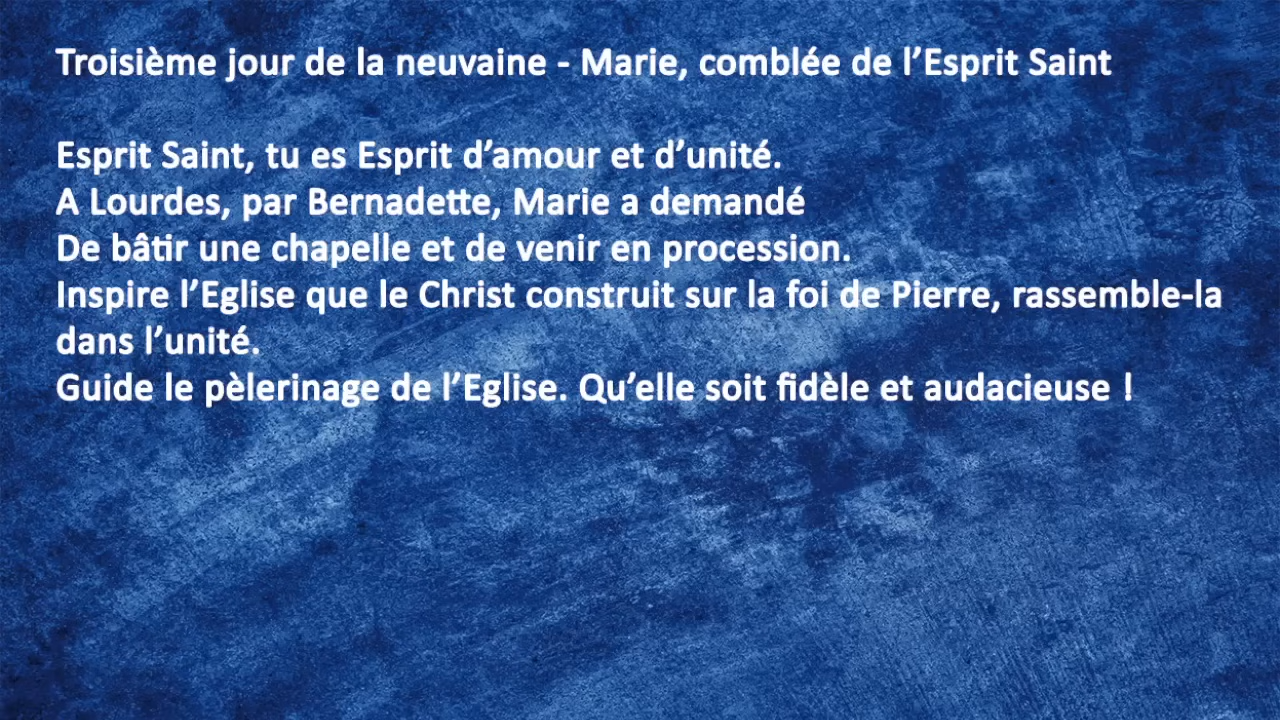 Troisième jour de la neuvaine - Marie, comblée de l’Esprit Saint
Esprit Saint, tu es Esprit d’amour et d’unité.
A Lourdes, par Bernadette, Marie a demandé
De bâtir une chapelle et de venir en procession.
Inspire l’Eglise que le Christ construit sur la foi de Pierre, rassemble-la
dans l’unité.
Guide le pèlerinage de l’Eglise. Qu’elle soit fidèle et audacieuse !